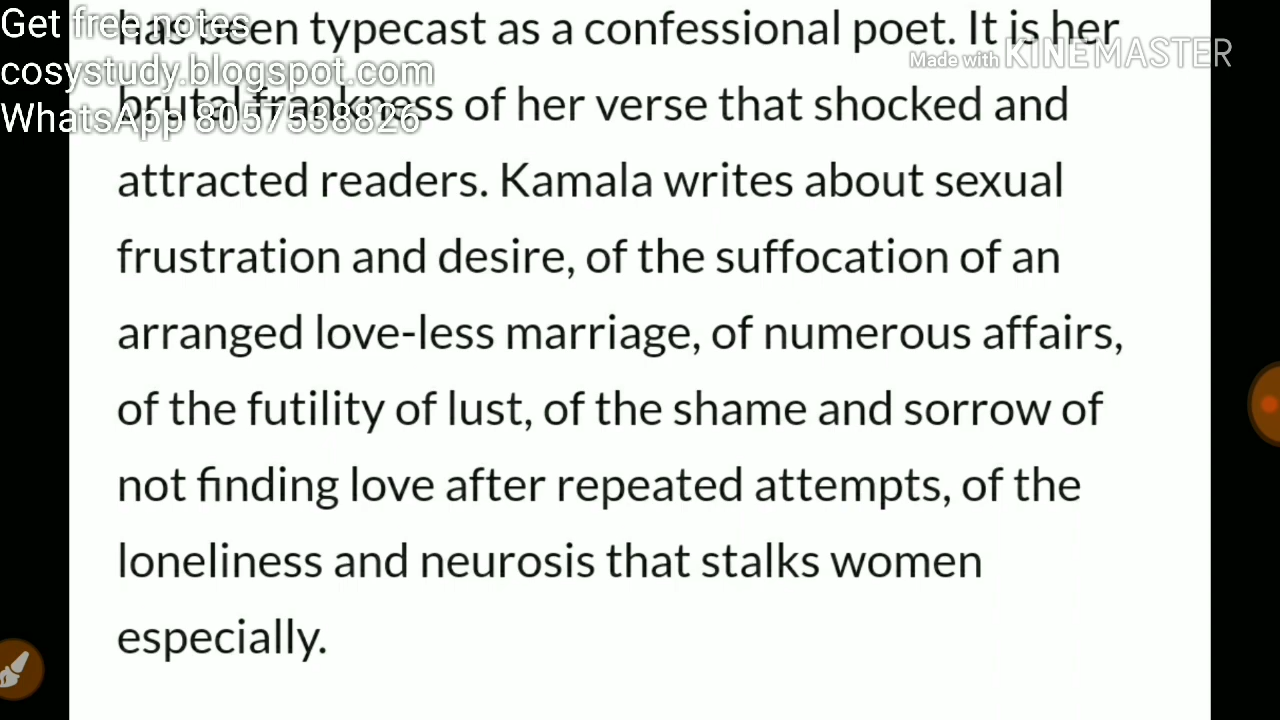 Get free notes
cosystudy.blogspot.com
WhatsApp 8057538826
Made with KINEMASTER
has been typecast as a confessional poet. It is her
brutal frankness of her verse that shocked and
attracted readers. Kamala writes about sexual
frustration and desire, of the suffocation of an
arranged love-less marriage, of numerous affairs,
of the futility of lust, of the shame and sorrow of
not finding love after repeated attempts, of the
loneliness and neurosis that stalks women
especially.